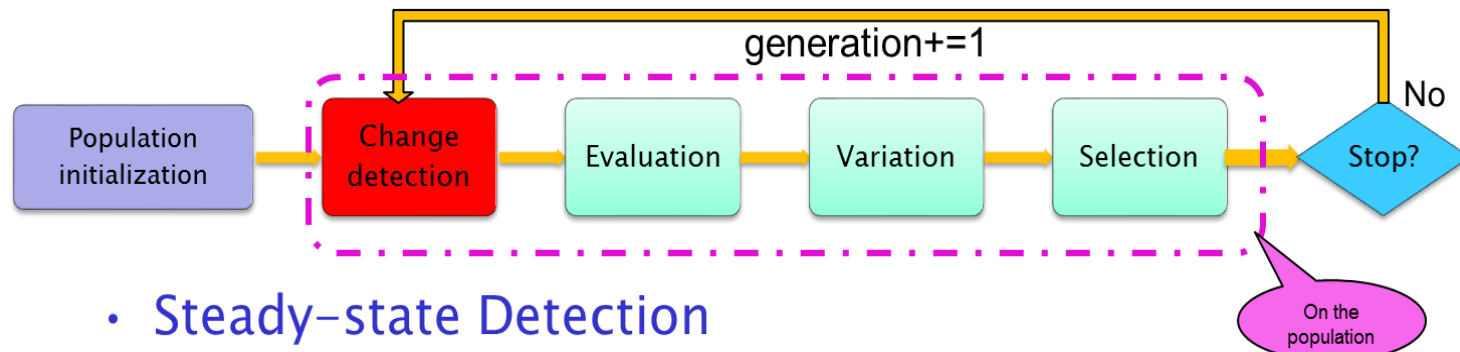 generation+=1
No
Population
initialization
Change
detection
Evaluation
Variation
Selection
Stop?
• Steady-state Detection
On the
population